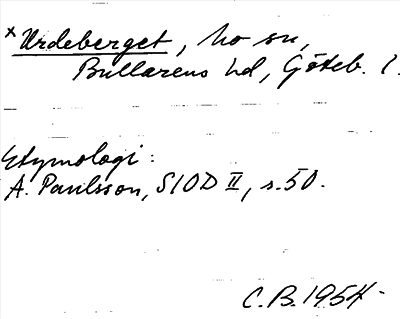 × Urdeberget, ho sn,
Bullarens hd, Göteb. l.
Etymologi:
A. Paulsson, SIOD II, s. 50.
C.B. 1954